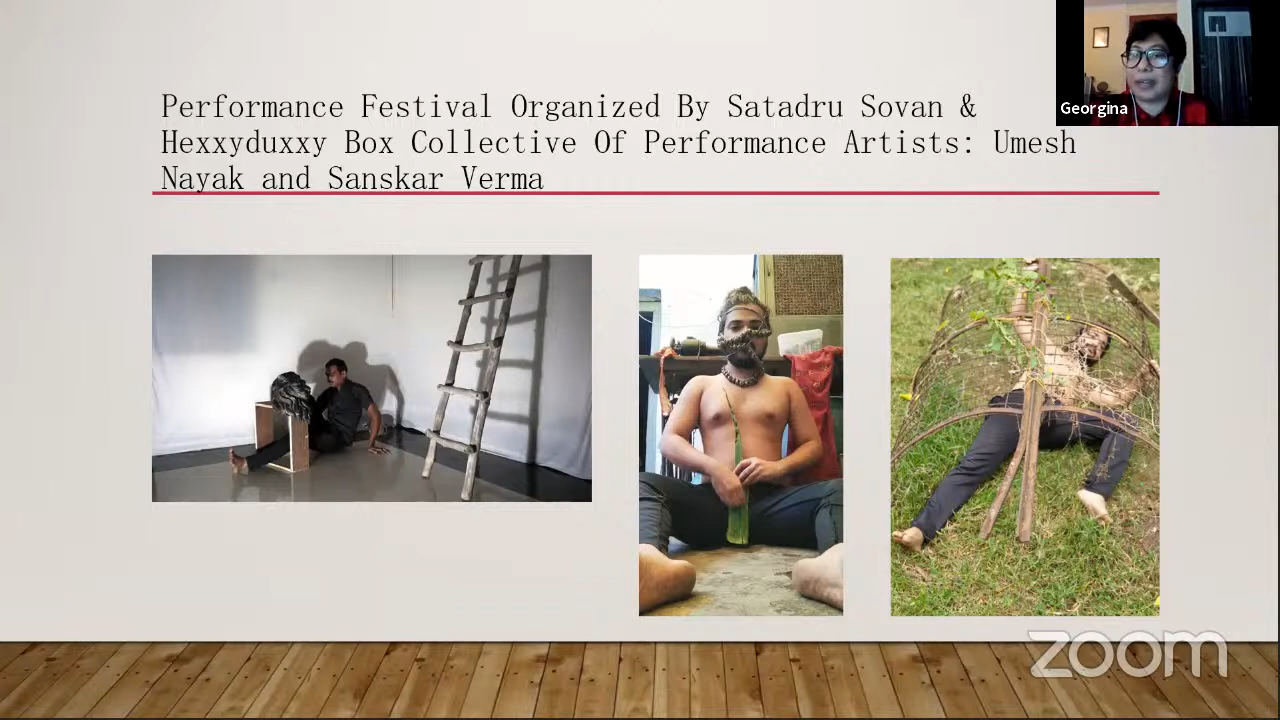 Performance Festival Organized By Satadru Sovan &
Hexxyduxxy Box Collective Of Performance Artists: Umesh
Nayak and Sanskar Verma
Georgina
zoom